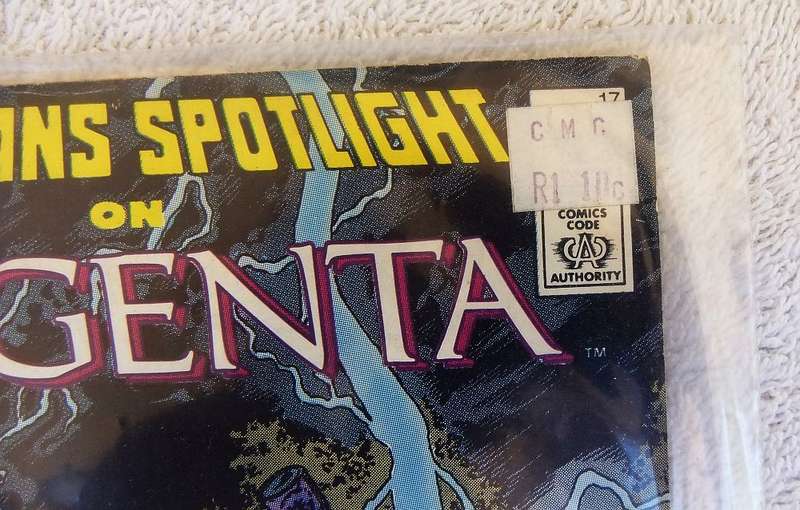 ONS SPOTLIGHT
ON
GENTA
TM
17
C M G
R1 10c
COMICS
CODE
CA
AUTHORITY